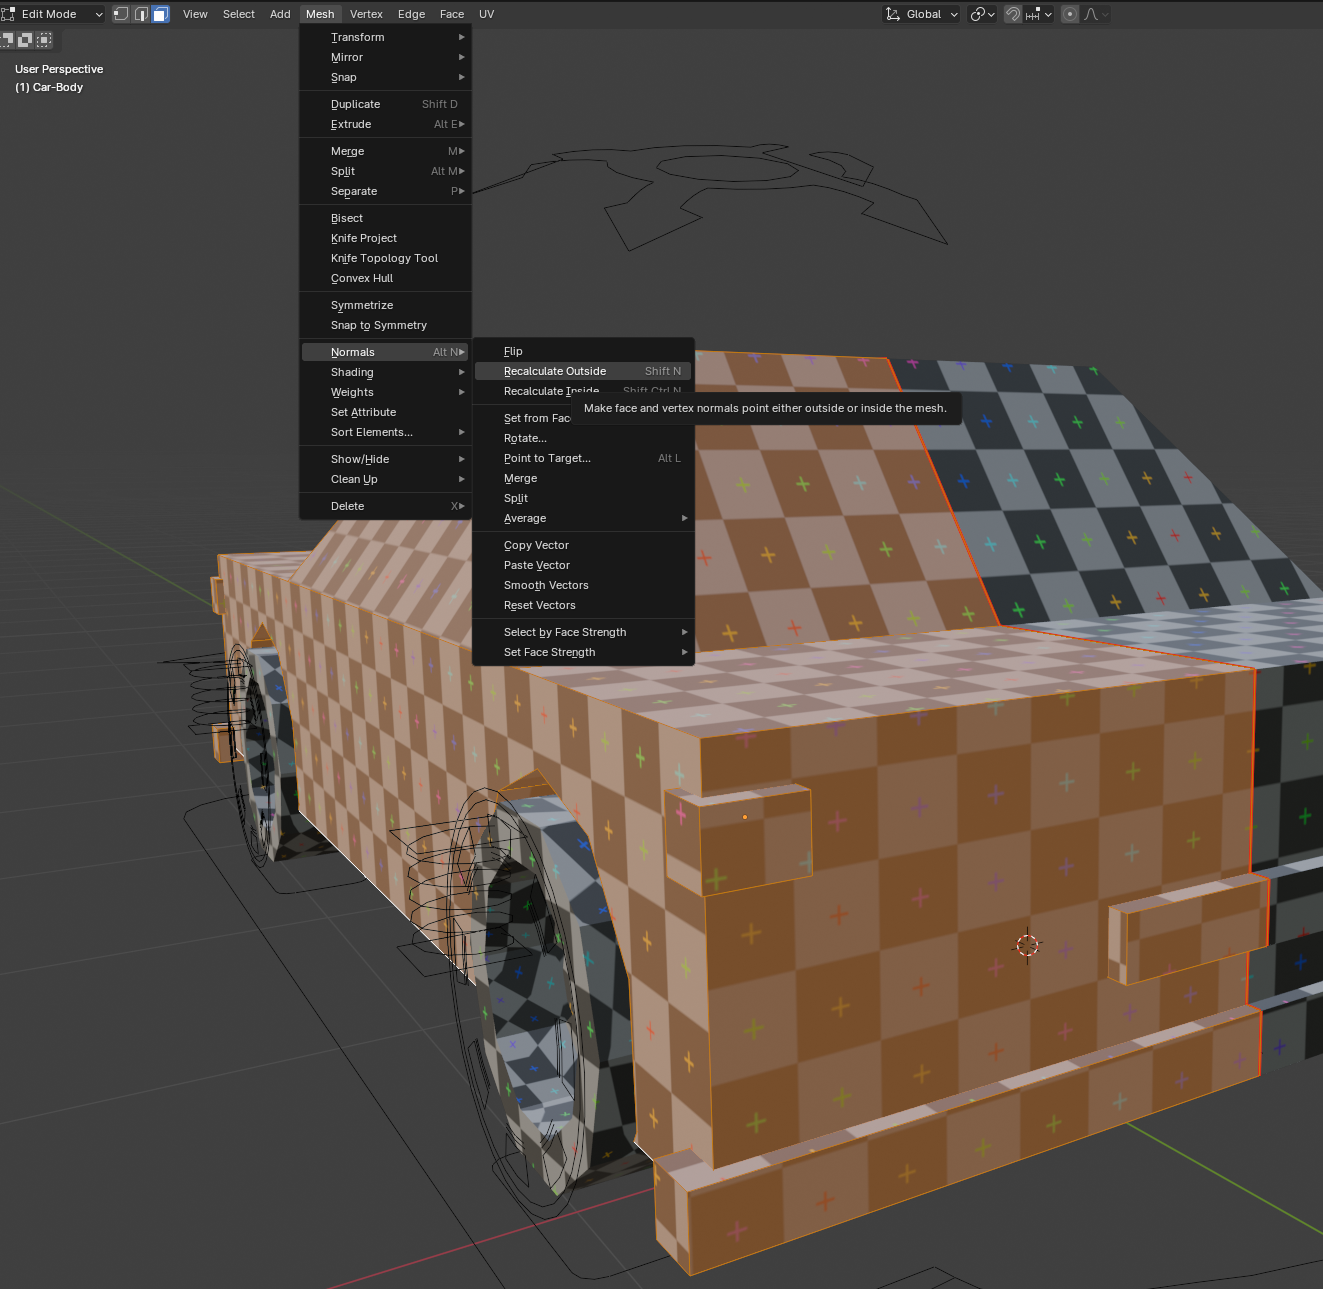 Edit Mode View Select Add Mesh Vertex Edge Face UV Global
User Perspective
(1) Car-Body
Transform
Mirror
Snap
Duplicate Shift D
Extrude Alt E
Merge M
Split Alt M
Separate P
Bisect
Knife Project
Knife Topology Tool
Convex Hull
Symmetrize
Snap to Symmetry
Normals Alt N
Shading
Weights
Set Attribute
Sort Elements...
Show/Hide
Clean Up
Delete X
Flip
Recalculate Outside Shift N
Recalculate Inside Shift Ctrl N
Make face and vertex normals point either outside or inside the mesh.
Set from
Rotate...
Point to Target... Alt L
Merge
Split
Average
Copy Vector
Paste Vector
Smooth Vectors
Reset Vectors
Select by Face Strength
Set Face Strength